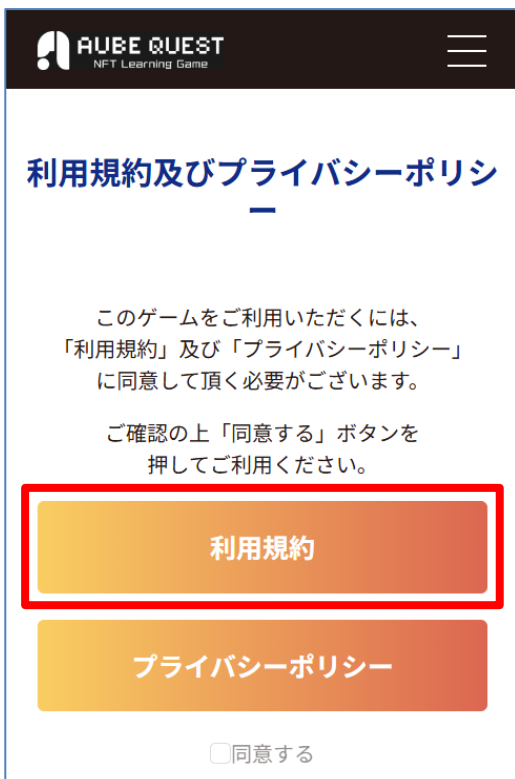 AUBE QUEST
NFT Learning Game
利用規約及びプライバシーポリシ
ー
このゲームをご利用いただくには、
「利用規約」及び「プライバシーポリシー」
に同意して頂く必要がございます。
ご確認の上「同意する」ボタンを
押してご利用ください。
利用規約
プライバシーポリシー
同意する